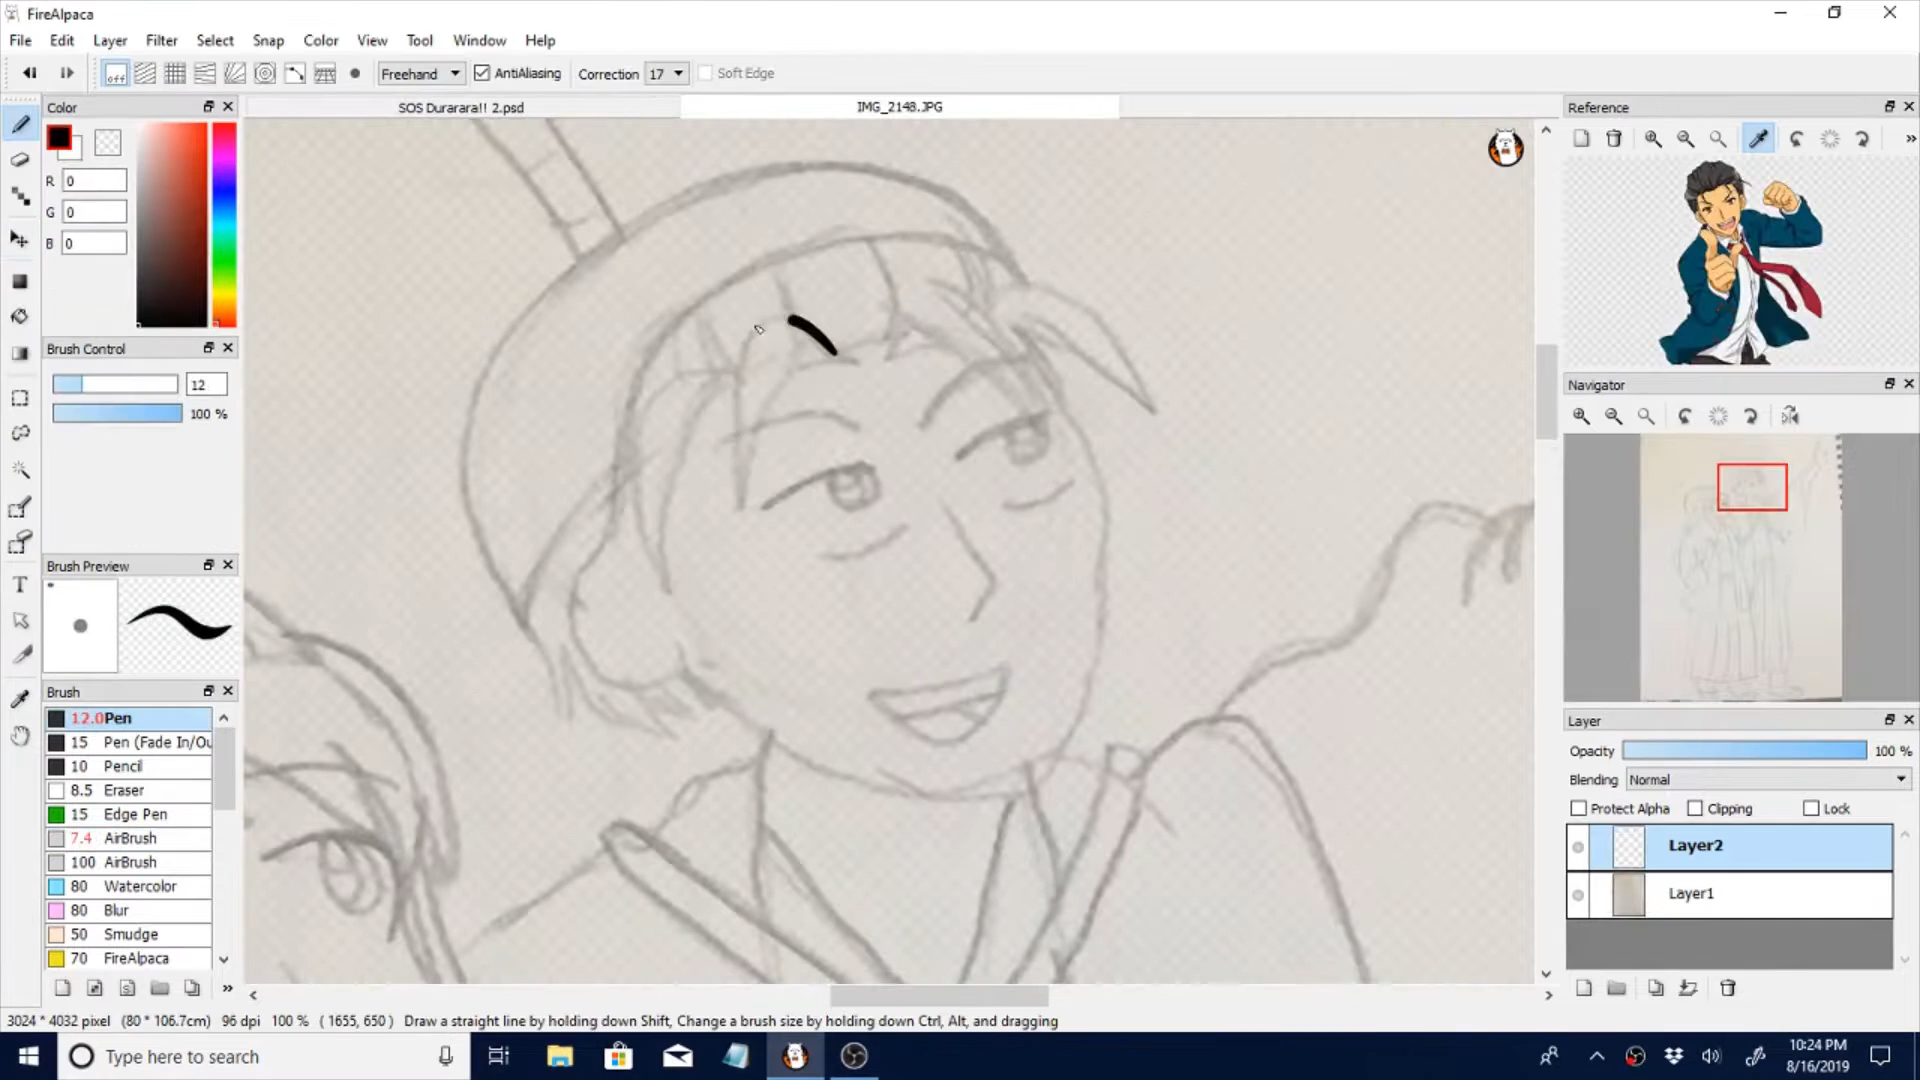 FireAlpaca
File Edit Layer Filter Select Snap Color View Tool Window Help
off Freehand AntiAliasing Correction 17 Soft Edge
Color
SOS Durarara!! 2.psd
IMG_2148.JPG
Reference
R 0
G 0
B 0
Brush Control
12
100 %
Navigator
Brush Preview
Brush
12.0 Pen
15 Pen (Fade In/Ou
10 Pencil
8.5 Eraser
15 Edge Pen
7.4 AirBrush
100 AirBrush
80 Watercolor
80 Blur
50 Smudge
70 FireAlpaca
Layer
Opacity 100 %
Blending Normal
Protect Alpha Clipping Lock
Layer2
Layer1
3024 * 4032 pixel (80 * 106.7cm) 96 dpi 100 % ( 1655, 650 ) Draw a straight line by holding down Shift, Change a brush size by holding down Ctrl, Alt, and dragging
Type here to search
10:24 PM
8/16/2019